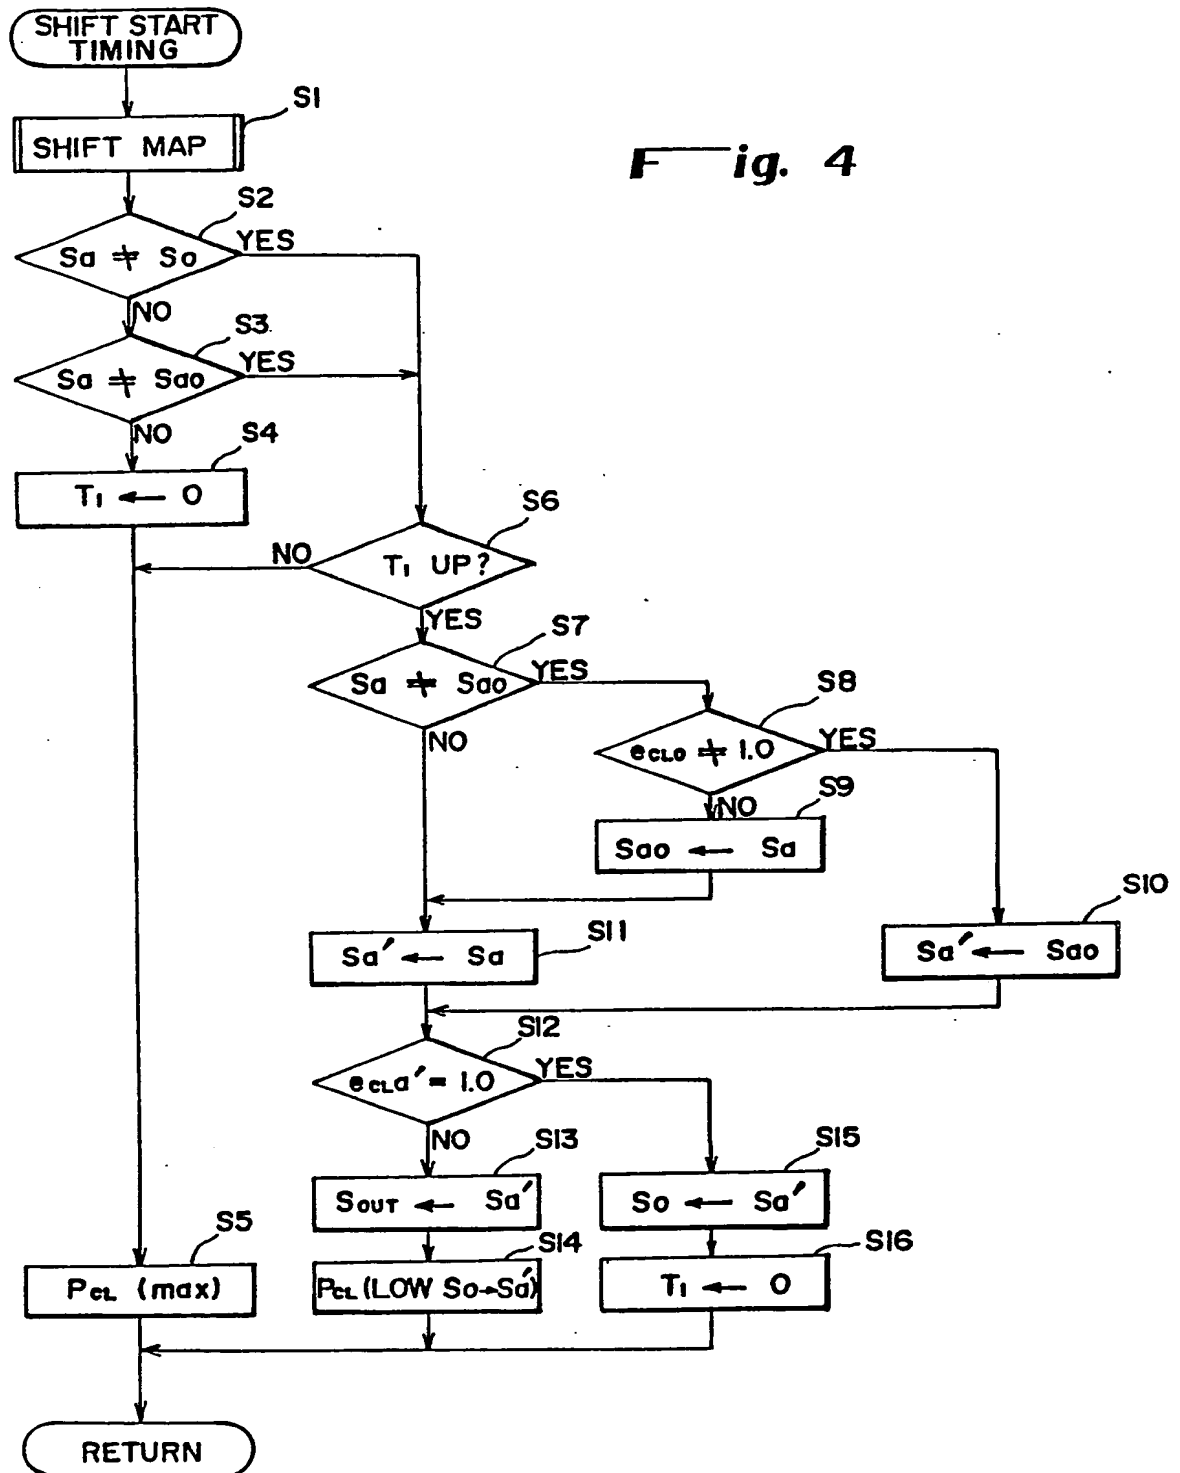 SHIFT START
TIMING
S1
SHIFT MAP
Fig. 4
S2
Sa ≠ So
YES
NO
S3
Sa ≠ Sao
YES
NO
S4
T1 ← 0
S6
T1 UP?
NO
YES
S7
Sa ≠ Sao
YES
NO
S8
eCLO ≠ 1.0
YES
NO
S9
Sao ← Sa
S10
Sa′ ← Sao
S11
Sa′ ← Sa
S12
eCLa′ = 1.0
YES
NO
S13
SOUT ← Sa′
S15
So ← Sa′
S14
PCL (LOW So→Sa′)
S16
T1 ← 0
S5
PCL (max)
RETURN